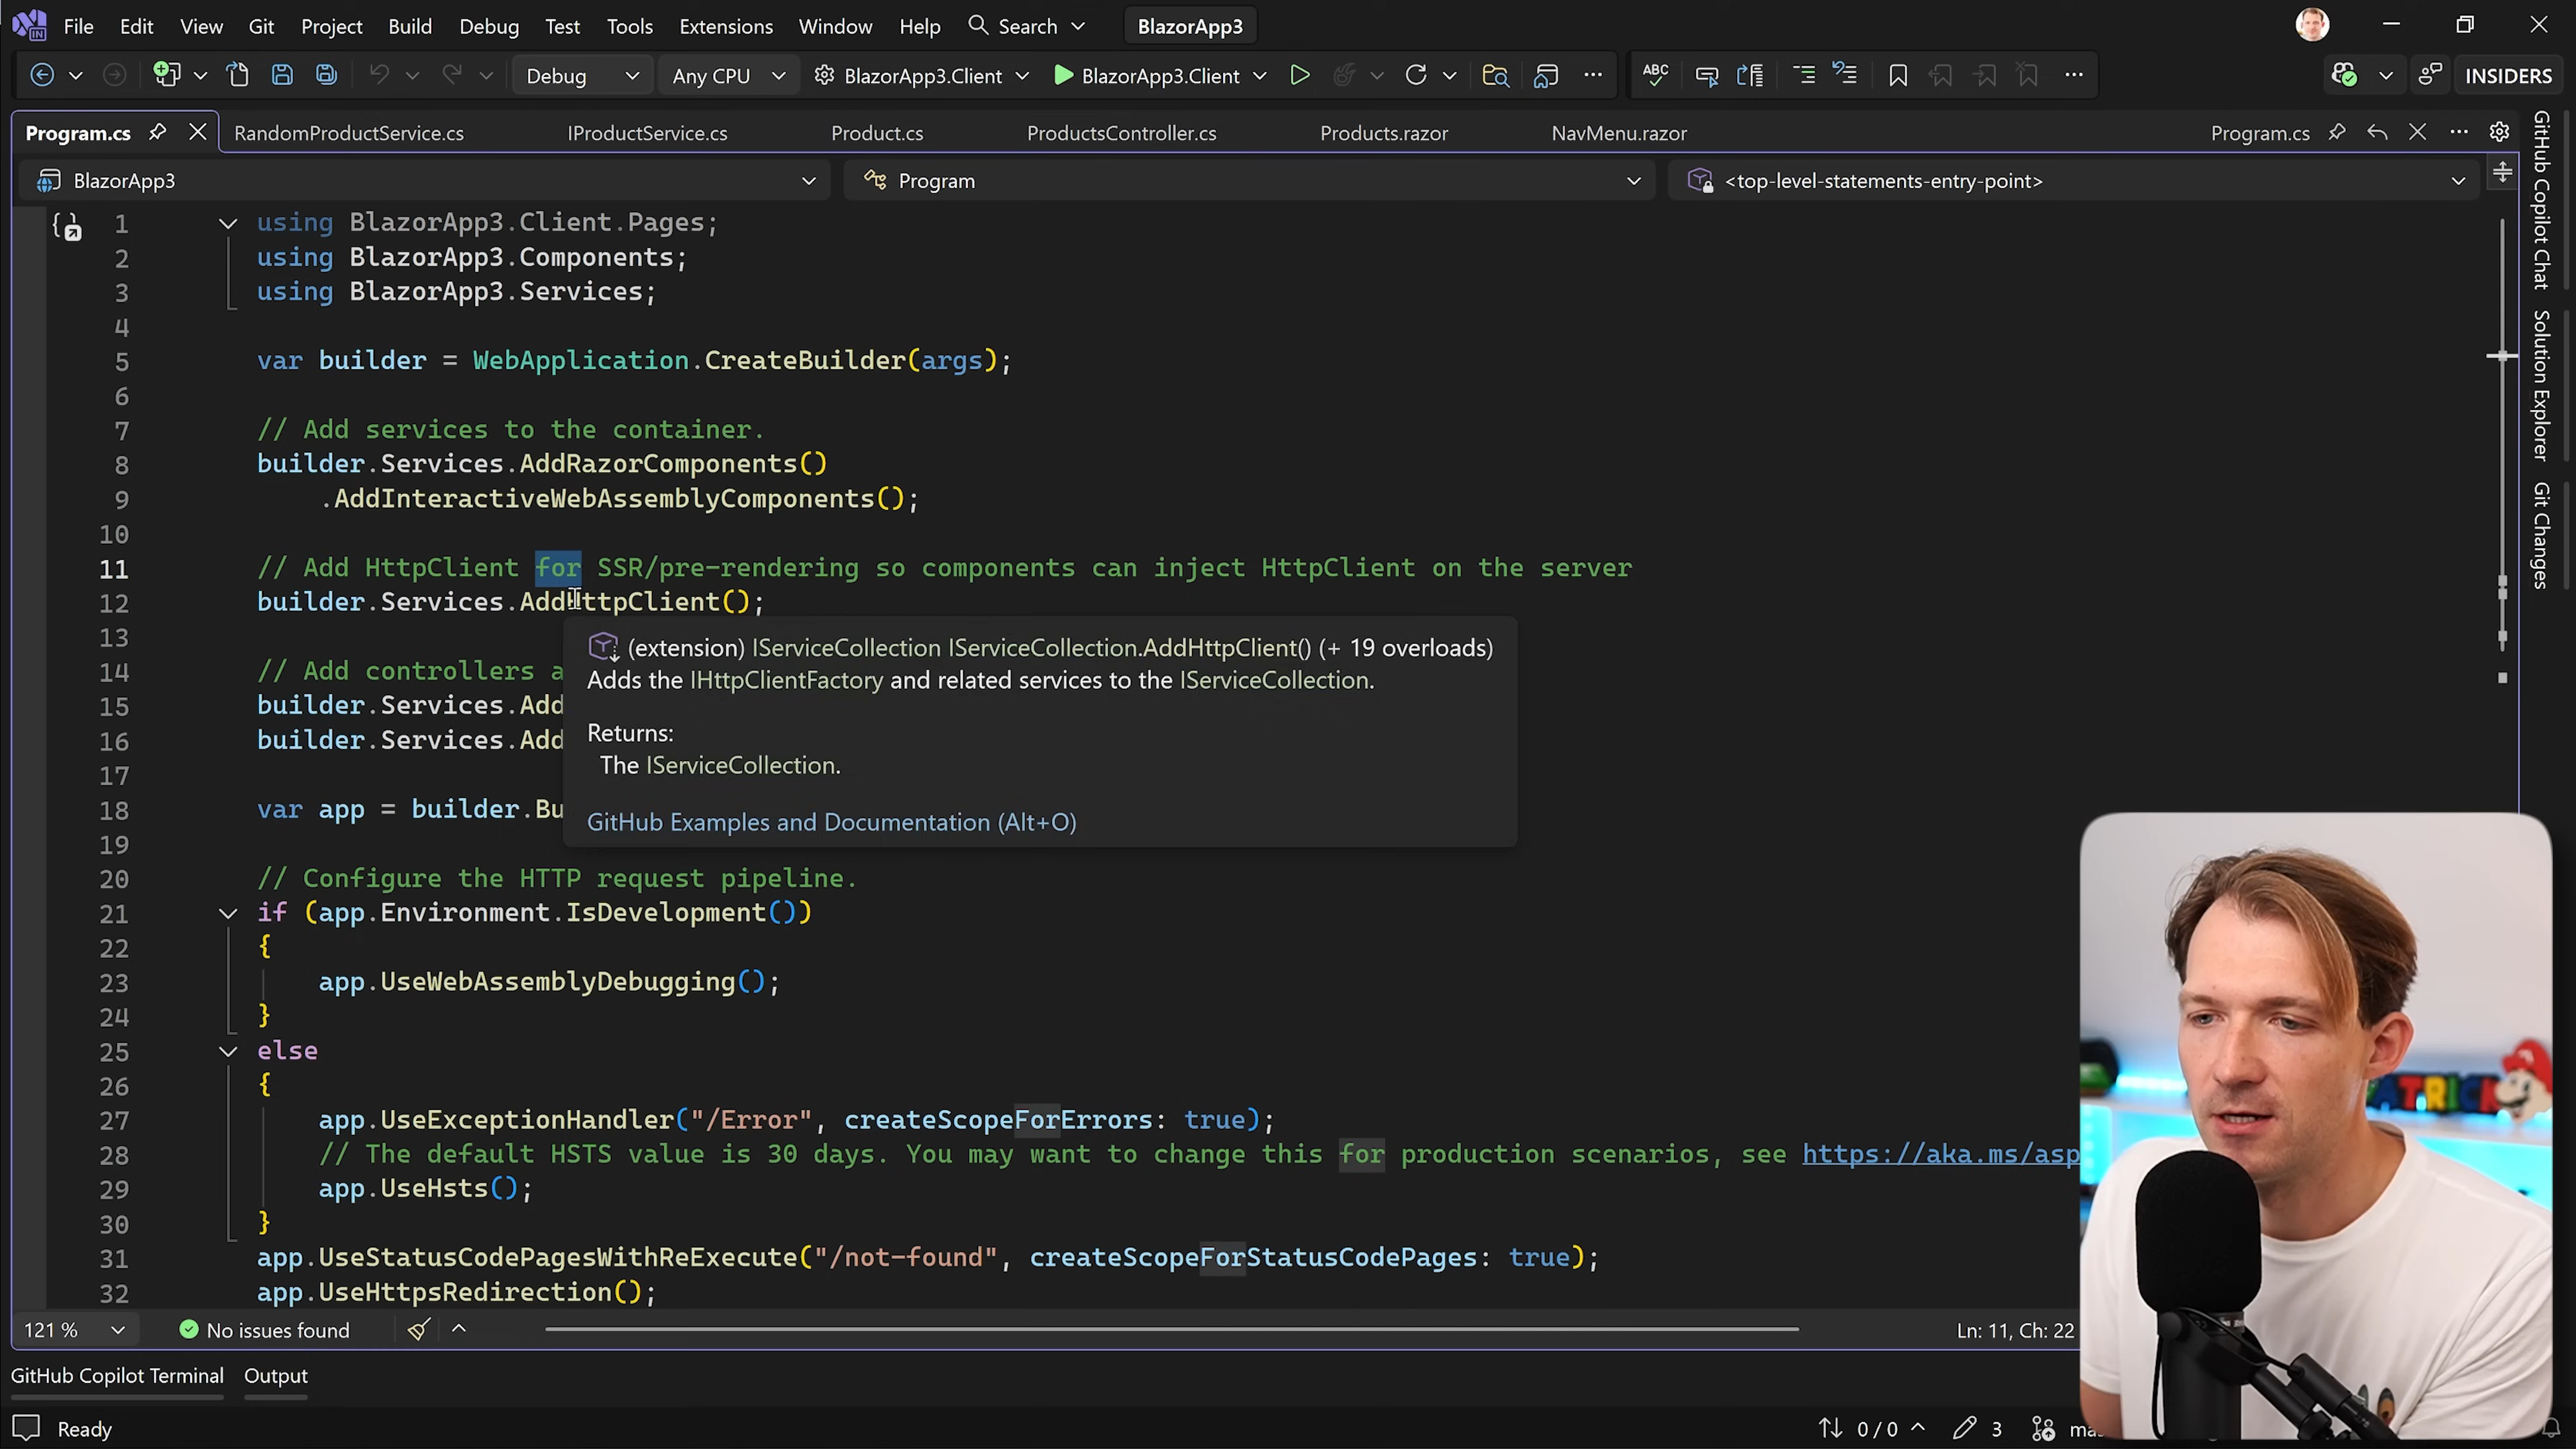 File Edit View Git Project Build Debug Test Tools Extensions Window Help Search BlazorApp3
Debug Any CPU BlazorApp3.Client BlazorApp3.Client ABC INSIDERS
Program.cs RandomProductService.cs IProductService.cs Product.cs ProductsController.cs Products.razor NavMenu.razor Program.cs
BlazorApp3 Program <top-level-statements-entry-point>
1 using BlazorApp3.Client.Pages;
2 using BlazorApp3.Components;
3 using BlazorApp3.Services;
4
5 var builder = WebApplication.CreateBuilder(args);
6
7 // Add services to the container.
8 builder.Services.AddRazorComponents()
9 .AddInteractiveWebAssemblyComponents();
10
11 // Add HttpClient for SSR/pre-rendering so components can inject HttpClient on the server
12 builder.Services.AddHttpClient();
13
(extension) IServiceCollection IServiceCollection.AddHttpClient() (+ 19 overloads)
Adds the IHttpClientFactory and related services to the IServiceCollection.
Returns:
The IServiceCollection.
GitHub Examples and Documentation (Alt+O)
14 // Add controllers a
15 builder.Services.Add
16 builder.Services.Add
17
18 var app = builder.Bu
19
20 // Configure the HTTP request pipeline.
21 if (app.Environment.IsDevelopment())
22 {
23 app.UseWebAssemblyDebugging();
24 }
25 else
26 {
27 app.UseExceptionHandler("/Error", createScopeForErrors: true);
28 // The default HSTS value is 30 days. You may want to change this for production scenarios, see https://aka.ms/asp
29 app.UseHsts();
30 }
31 app.UseStatusCodePagesWithReExecute("/not-found", createScopeForStatusCodePages: true);
32 app.UseHttpsRedirection();
121 % No issues found Ln: 11, Ch: 22
GitHub Copilot Terminal Output
Ready 0 / 0 3 mas
GitHub Copilot Chat
Solution Explorer
Git Changes
ATRICK